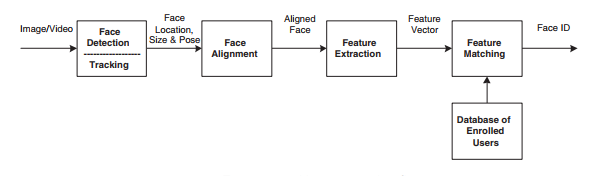 Image/Video
Face
Detection
Tracking
Face
Location,
Size & Pose
Face
Alignment
Aligned
Face
Feature
Extraction
Feature
Vector
Feature
Matching
Face ID
Database of
Enrolled
Users